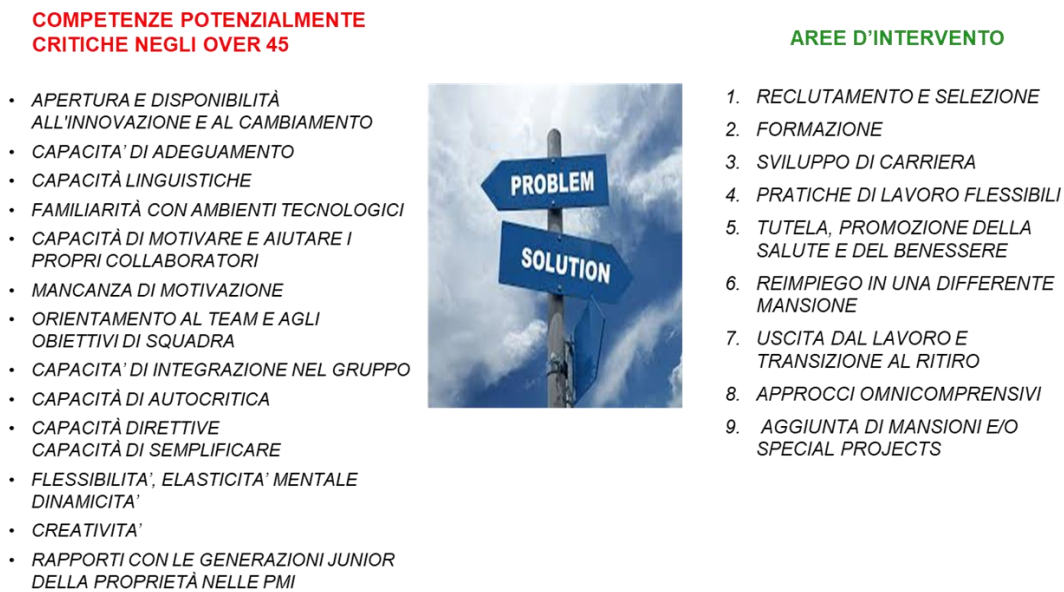 COMPETENZE POTENZIALMENTE
CRITICHE NEGLI OVER 45
• APERTURA E DISPONIBILITÀ
ALL'INNOVAZIONE E AL CAMBIAMENTO
• CAPACITA' DI ADEGUAMENTO
• CAPACITÀ LINGUISTICHE
• FAMILIARITÀ CON AMBIENTI TECNOLOGICI
• CAPACITÀ DI MOTIVARE E AIUTARE I
PROPRI COLLABORATORI
• MANCANZA DI MOTIVAZIONE
• ORIENTAMENTO AL TEAM E AGLI
OBIETTIVI DI SQUADRA
• CAPACITA' DI INTEGRAZIONE NEL GRUPPO
• CAPACITÀ DI AUTOCRITICA
• CAPACITÀ DIRETTIVE
CAPACITÀ DI SEMPLIFICARE
• FLESSIBILITA', ELASTICITA' MENTALE
DINAMICITA'
• CREATIVITA'
• RAPPORTI CON LE GENERAZIONI JUNIOR
DELLA PROPRIETÀ NELLE PMI
PROBLEM
SOLUTION
AREE D'INTERVENTO
1. RECLUTAMENTO E SELEZIONE
2. FORMAZIONE
3. SVILUPPO DI CARRIERA
4. PRATICHE DI LAVORO FLESSIBILI
5. TUTELA, PROMOZIONE DELLA
SALUTE E DEL BENESSERE
6. REIMPIEGO IN UNA DIFFERENTE
MANSIONE
7. USCITA DAL LAVORO E
TRANSIZIONE AL RITIRO
8. APPROCCI OMNICOMPRENSIVI
9. AGGIUNTA DI MANSIONI E/O
SPECIAL PROJECTS